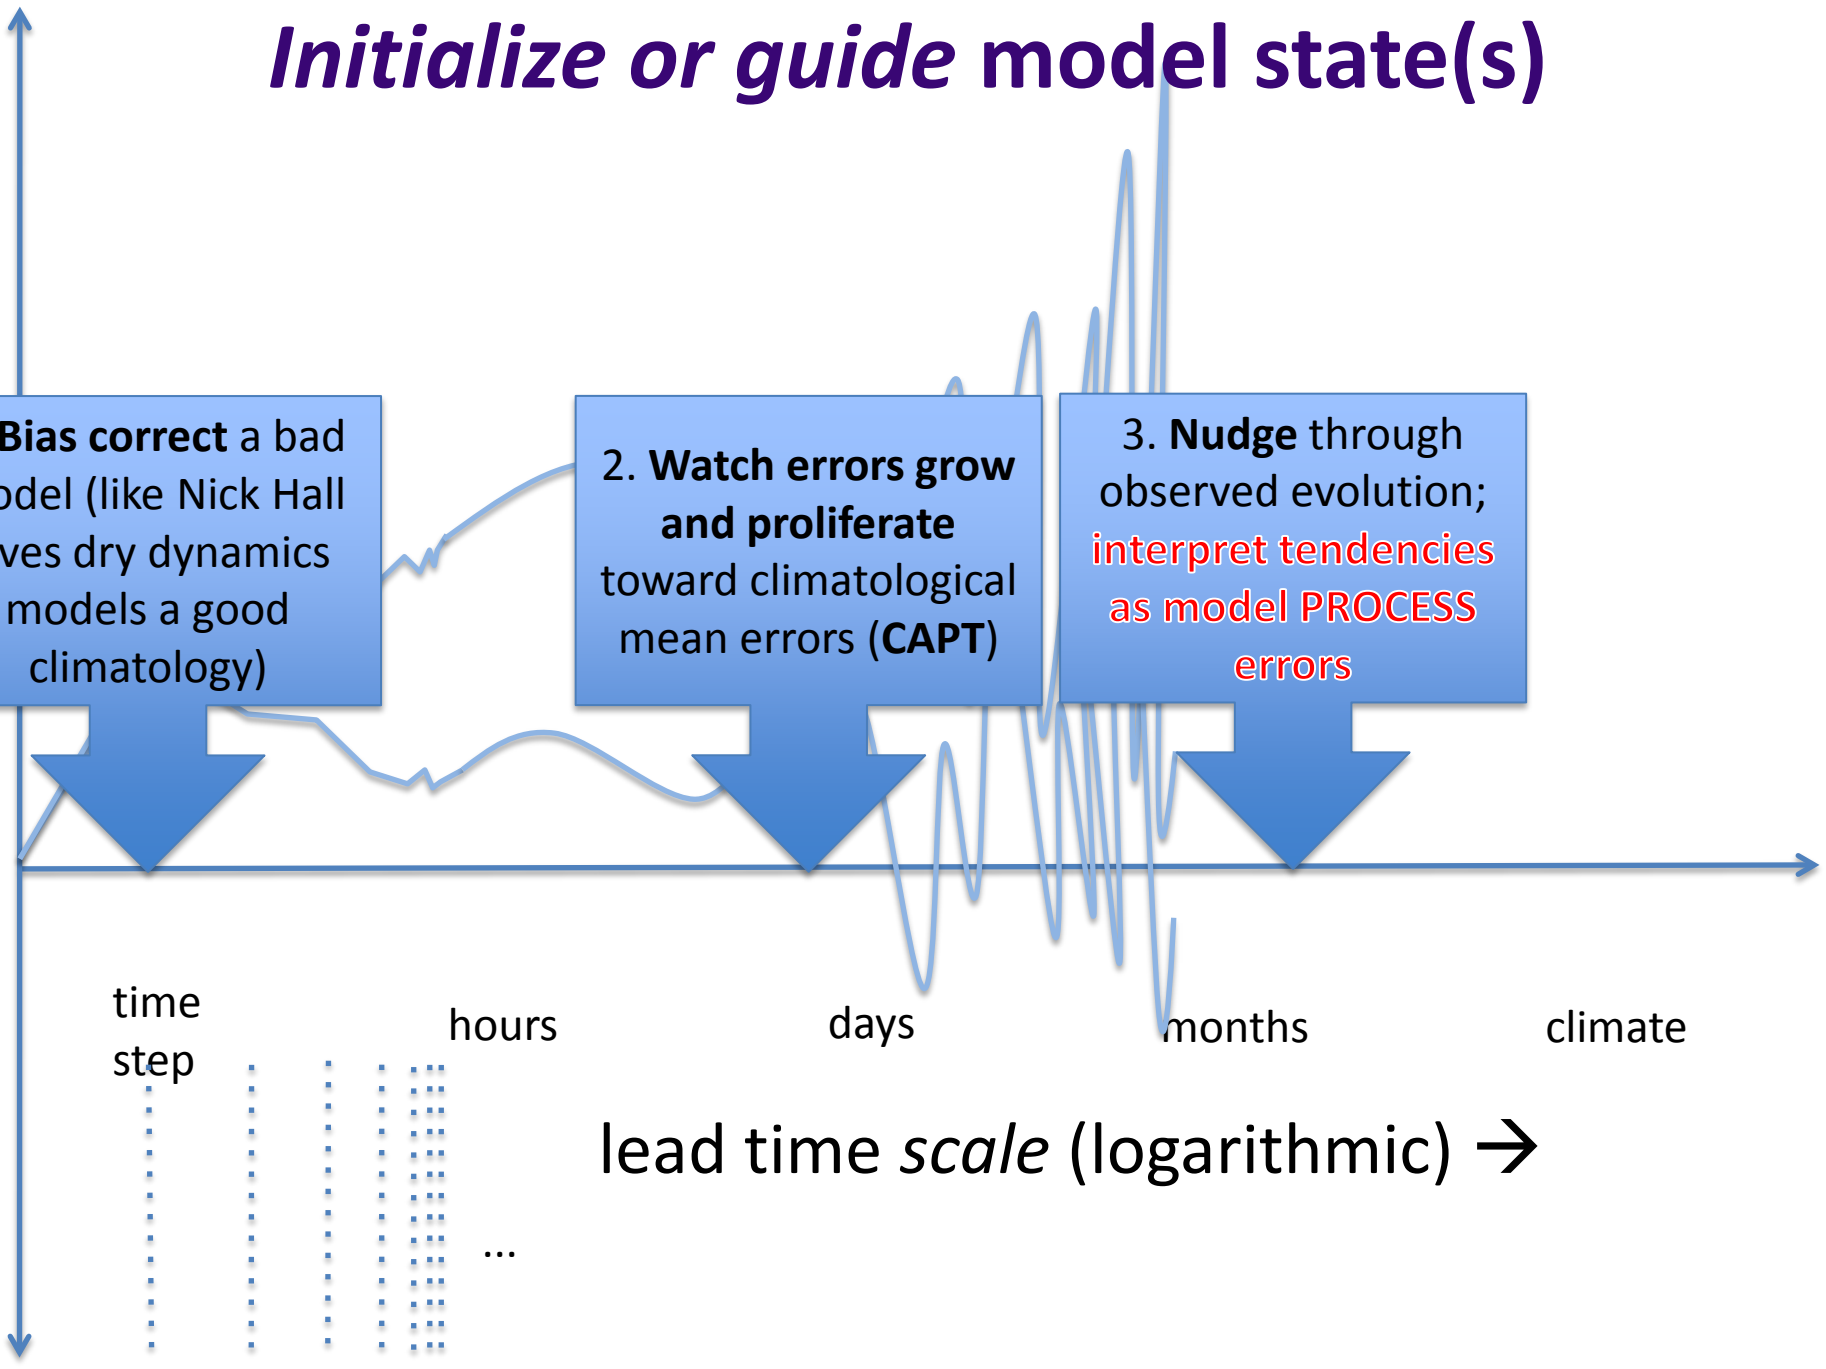 Initialize or guide model state(s)
Bias correct a bad
odel (like Nick Hall
ves dry dynamics
models a good
climatology)
2. Watch errors grow
and proliferate
toward climatological
mean errors (CAPT)
3. Nudge through
observed evolution;
interpret tendencies
as model PROCESS
errors
time
step
hours
days
months
climate
lead time scale (logarithmic) →
...